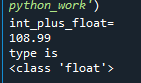 python_work')
int_plus_float=
108.99
type is
<class 'float'>